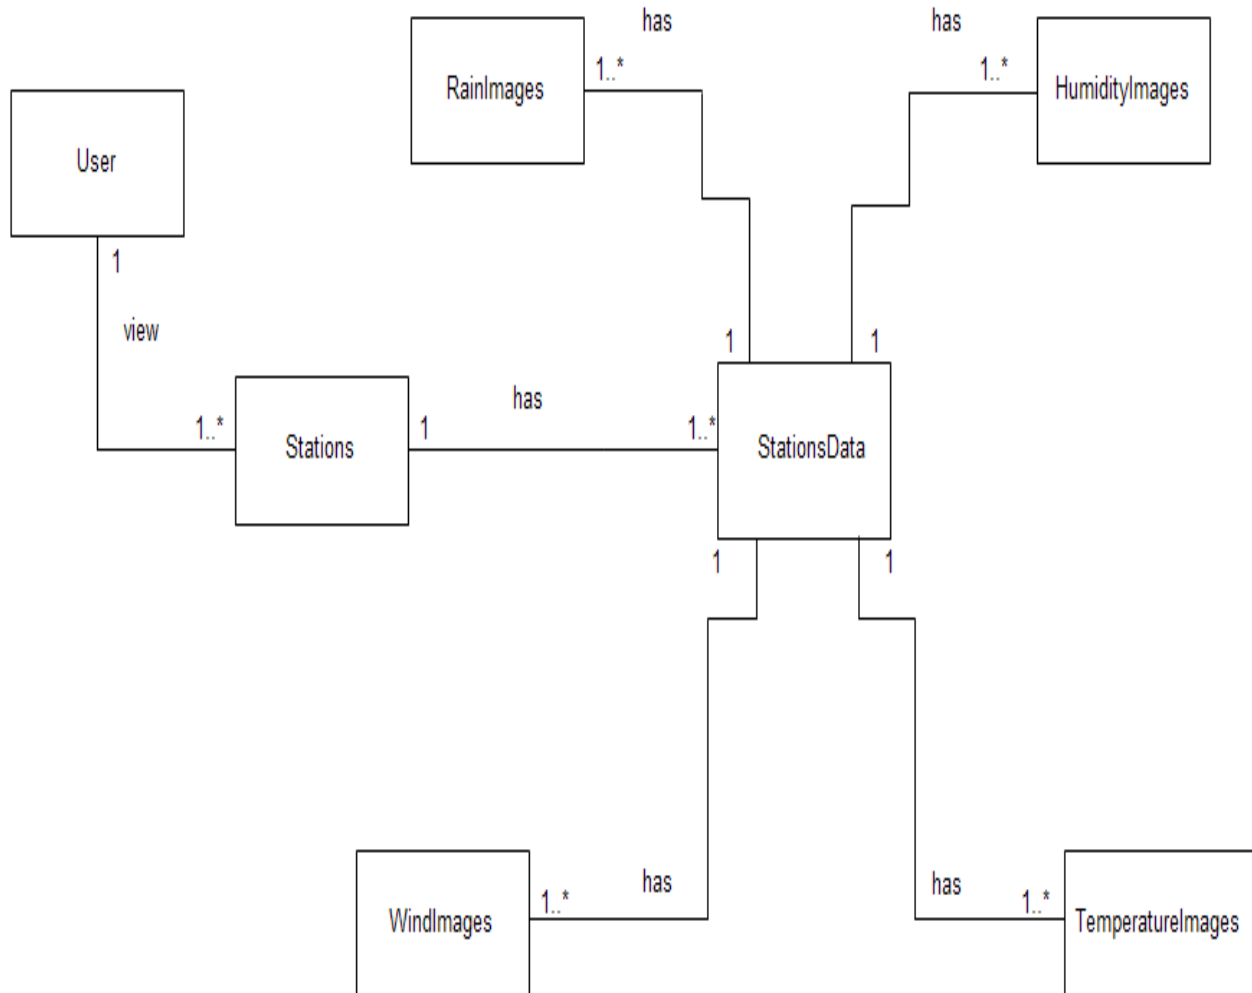 has
has
RainImages
1..*
1..*
HumidityImages
User
1
view
1
1
has
1..*
Stations
1
1..*
StationsData
1
1
has
has
1..*
1..*
WindImages
TemperatureImages